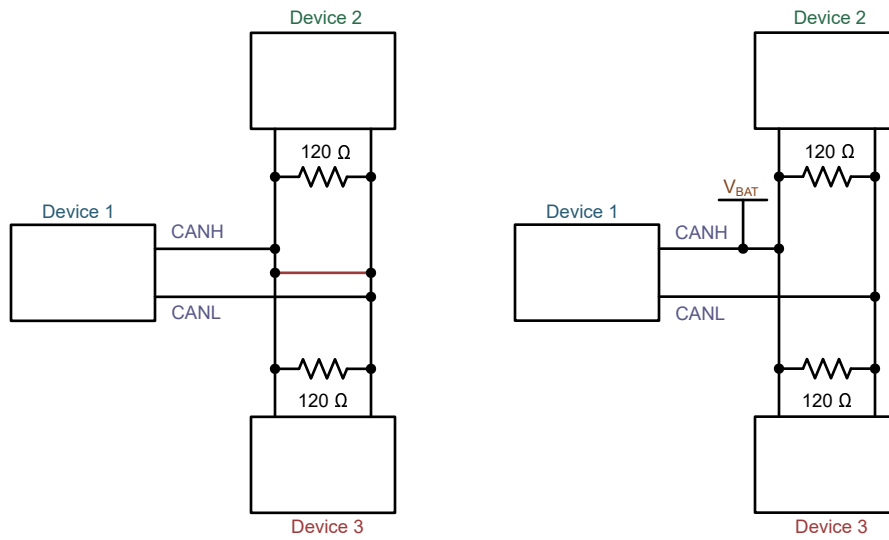 Device 2
120 Ω
Device 1
CANH
CANL
120 Ω
Device 3
Device 2
120 Ω
VBAT
Device 1
CANH
CANL
120 Ω
Device 3